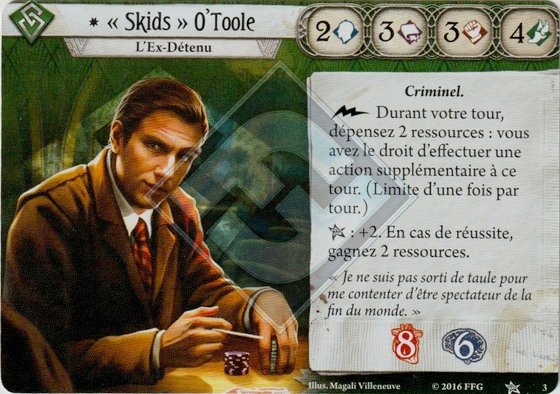 « Skids » O'Toole
L'Ex-Détenu
2 3 3 4
Criminel.
Durant votre tour,
dépensez 2 ressources : vous
avez le droit d'effectuer une
action supplémentaire à ce
tour. (Limite d'une fois par
tour.)
: +2. En cas de réussite,
gagnez 2 ressources.
« Je ne suis pas sorti de taule pour
me contenter d'être spectateur de la
fin du monde. »
8 6
Illus. Magali Villeneuve © 2016 FFG 3